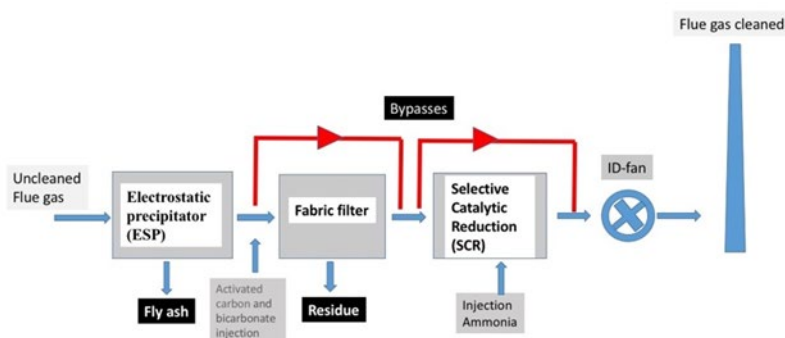 Flue gas cleaned
Bypasses
Uncleaned
Flue gas
Electrostatic
precipitator
(ESP)
Fabric filter
Selective
Catalytic
Reduction
(SCR)
ID-fan
Fly ash
Activated
carbon and
bicarbonate
injection
Residue
Injection
Ammonia